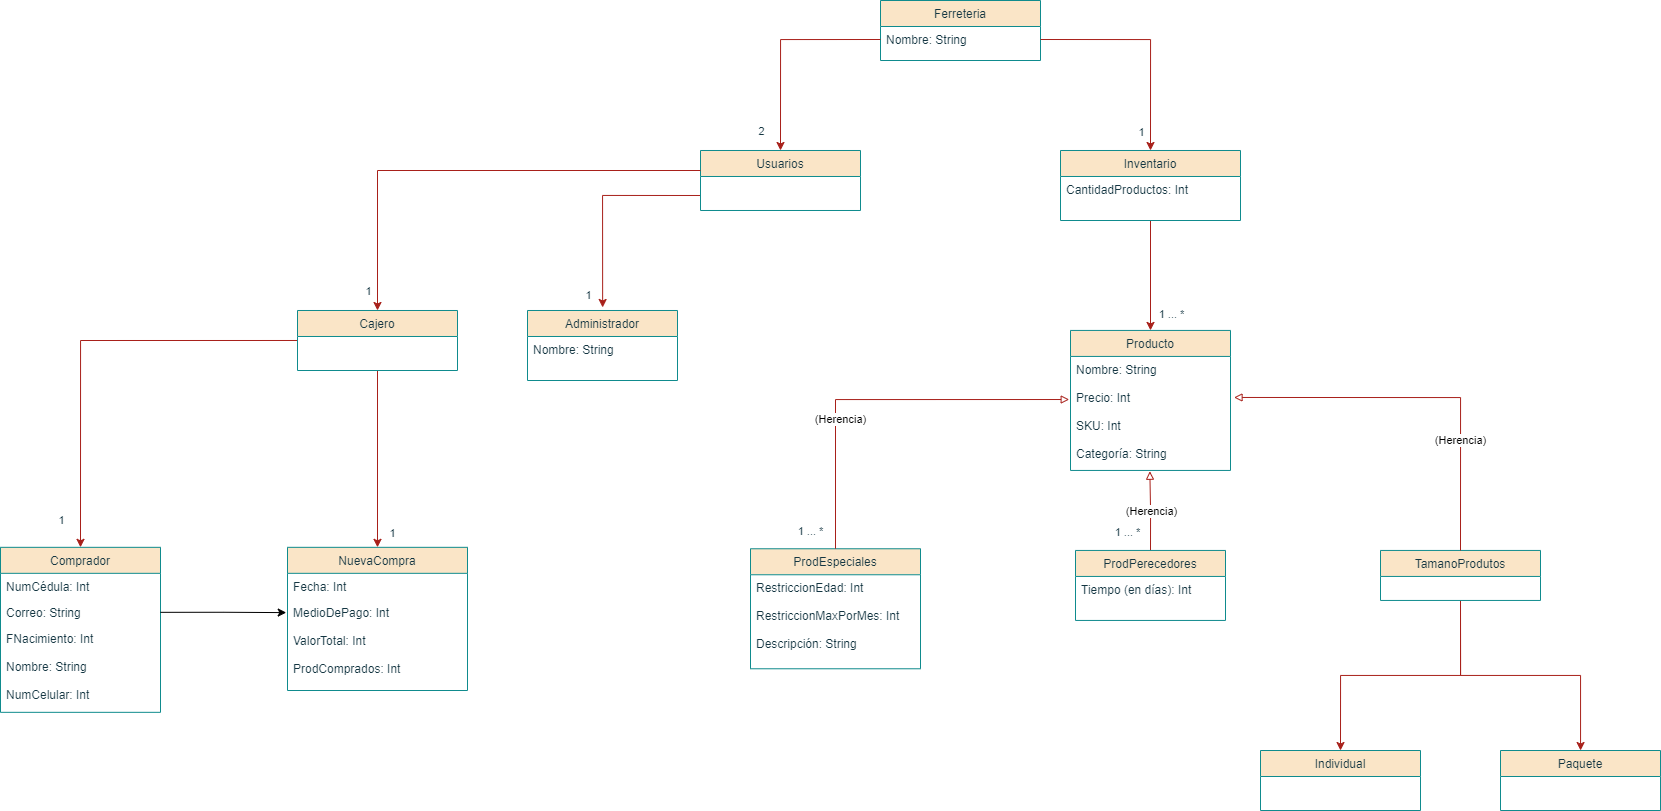 Ferreteria
Nombre: String
2
1
Usuarios
Inventario
CantidadProductos: Int
1
1
1 ... *
Cajero
Administrador
Nombre: String
Producto
Nombre: String
Precio: Int
SKU: Int
Categoría: String
(Herencia)
(Herencia)
(Herencia)
1
1
1 ... *
1 ... *
Comprador
NumCédula: Int
Correo: String
FNacimiento: Int
Nombre: String
NumCelular: Int
NuevaCompra
Fecha: Int
MedioDePago: Int
ValorTotal: Int
ProdComprados: Int
ProdEspeciales
RestriccionEdad: Int
RestriccionMaxPorMes: Int
Descripción: String
ProdPerecedores
Tiempo (en días): Int
TamanoProdutos
Individual
Paquete